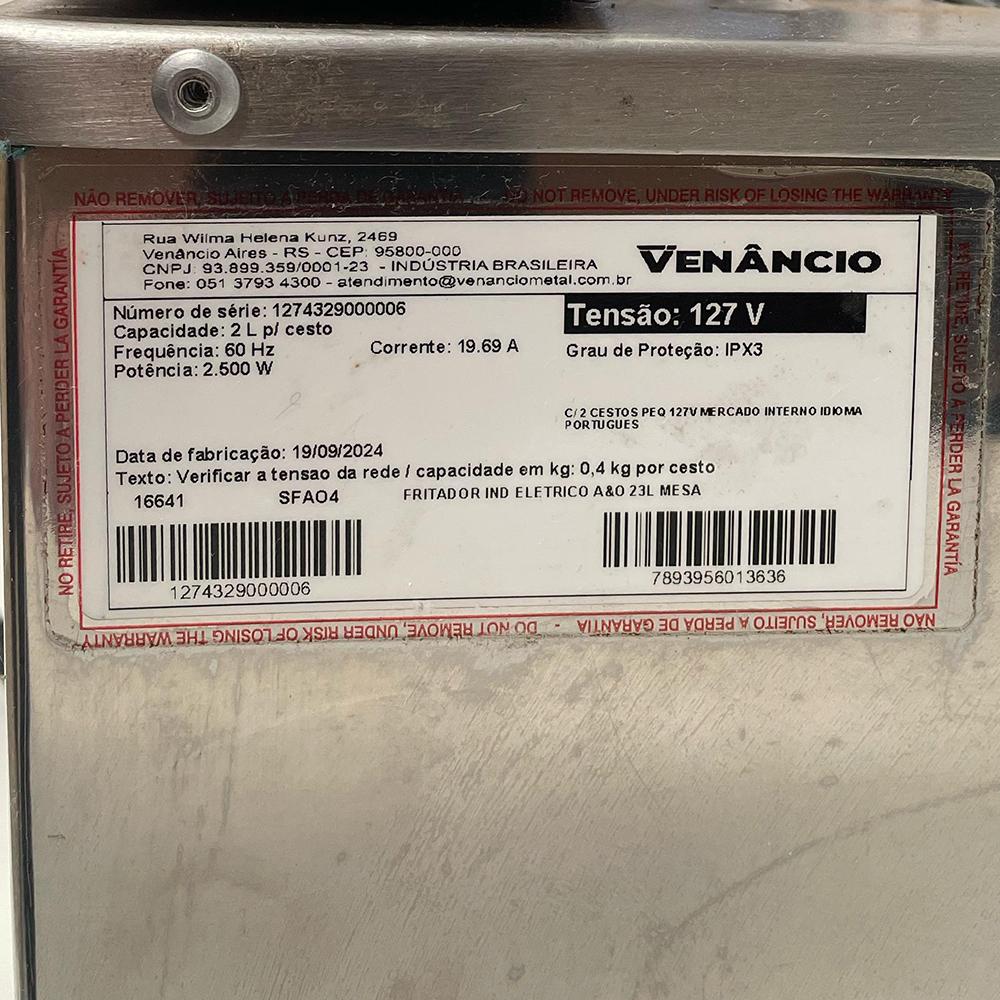 NÃO REMOVER, SUJEITO A PERDA DE GARANTIA - DO NOT REMOVE, UNDER RISK OF LOSING THE WARRANTY
Rua Wilma Helena Kunz, 2469
Venâncio Aires - RS - CEP: 95800-000
CNPJ: 93.899.359/0001-23 - INDÚSTRIA BRASILEIRA
Fone: 051 3793 4300 - atendimento@venanciometal.com.br
VENÂNCIO
Número de série: 1274329000006
Tensão: 127 V
Capacidade: 2 L p/ cesto
Frequência: 60 Hz
Corrente: 19.69 A
Grau de Proteção: IPX3
Potência: 2.500 W
C/ 2 CESTOS PEQ 127V MERCADO INTERNO IDIOMA
PORTUGUES
Data de fabricação: 19/09/2024
Texto: Verificar a tensao da rede / capacidade em kg: 0,4 kg por cesto
16641 SFAO4 FRITADOR IND ELETRICO A&O 23L MESA
1274329000006
7893956013636
NO RETIRE, SUJETO A PERDER LA GARANTÍA
NO RETIRE, SUJETO A PERDER LA GARANTÍA
NÃO REMOVER, SUJEITO A PERDA DE GARANTIA - DO NOT REMOVE, UNDER RISK OF LOSING THE WARRANTY